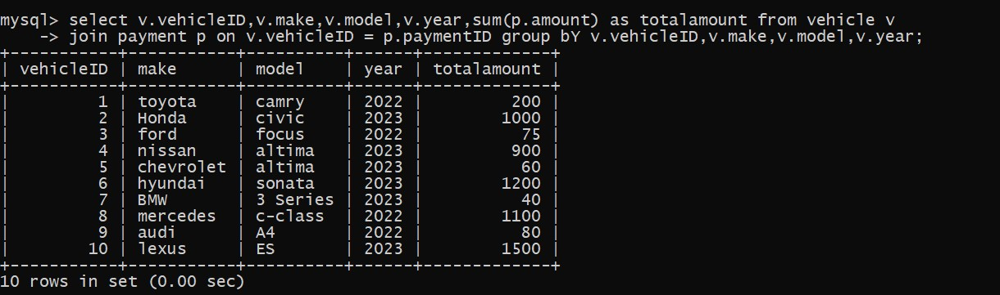 mysql> select v.vehicleID,v.make,v.model,v.year,sum(p.amount) as totalamount from vehicle v
    -> join payment p on v.vehicleID = p.paymentID group bY v.vehicleID,v.make,v.model,v.year;
+-----------+-----------+----------+------+-------------+
| vehicleID | make      | model    | year | totalamount |
+-----------+-----------+----------+------+-------------+
|         1 | toyota    | camry    | 2022 |         200 |
|         2 | Honda     | civic    | 2023 |        1000 |
|         3 | ford      | focus    | 2022 |          75 |
|         4 | nissan    | altima   | 2023 |         900 |
|         5 | chevrolet | altima   | 2023 |          60 |
|         6 | hyundai   | sonata   | 2023 |        1200 |
|         7 | BMW       | 3 Series | 2023 |          40 |
|         8 | mercedes  | c-class  | 2022 |        1100 |
|         9 | audi      | A4       | 2022 |          80 |
|        10 | lexus     | ES       | 2023 |        1500 |
+-----------+-----------+----------+------+-------------+
10 rows in set (0.00 sec)